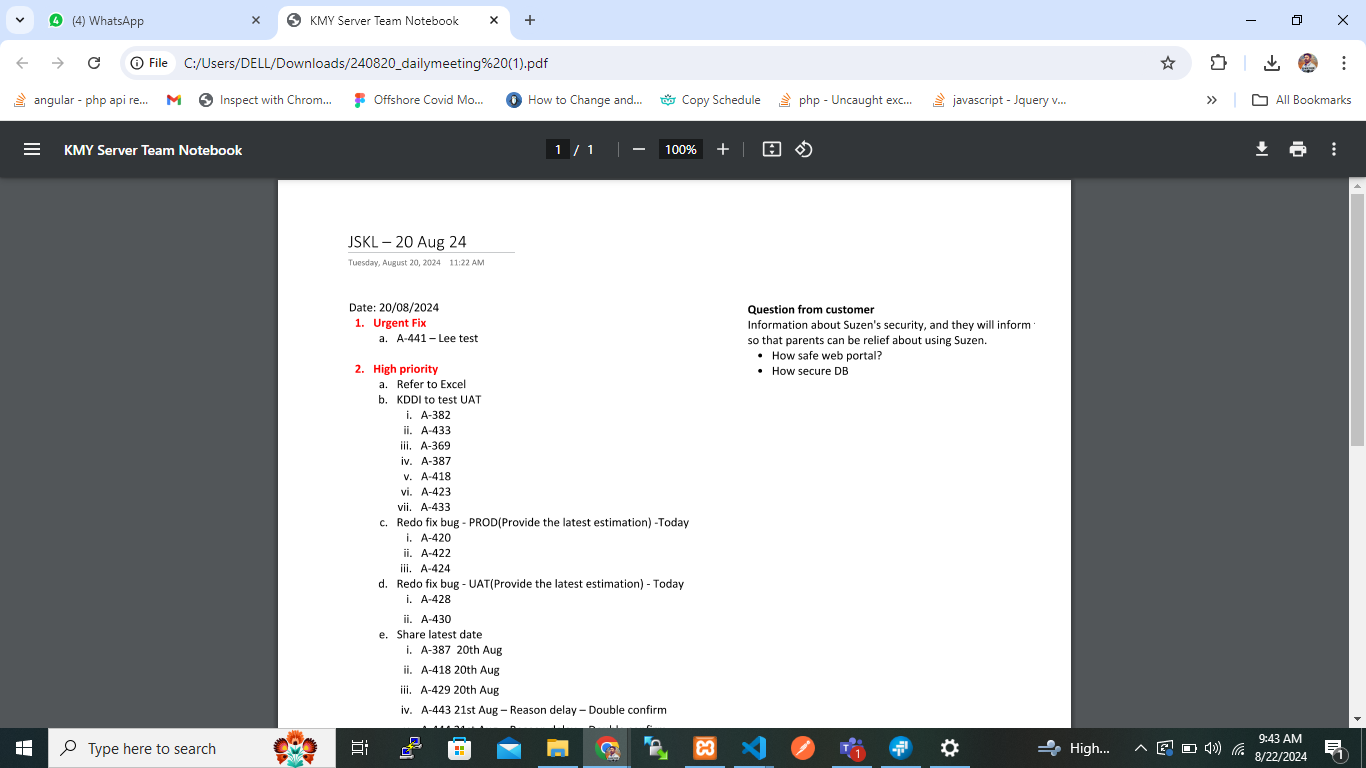 (4) WhatsApp
KMY Server Team Notebook
File C:/Users/DELL/Downloads/240820_dailymeeting%20(1).pdf
angular - php api re...
Inspect with Chrom...
Offshore Covid Mo...
How to Change and...
Copy Schedule
php - Uncaught exc...
javascript - Jquery v...
All Bookmarks
KMY Server Team Notebook
1 / 1
100%
JSKL – 20 Aug 24
Tuesday, August 20, 2024 11:22 AM
Date: 20/08/2024
1. Urgent Fix
a. A-441 – Lee test
2. High priority
a. Refer to Excel
b. KDDI to test UAT
i. A-382
ii. A-433
iii. A-369
iv. A-387
v. A-418
vi. A-423
vii. A-433
c. Redo fix bug - PROD(Provide the latest estimation) -Today
i. A-420
ii. A-422
iii. A-424
d. Redo fix bug - UAT(Provide the latest estimation) - Today
i. A-428
ii. A-430
e. Share latest date
i. A-387 20th Aug
ii. A-418 20th Aug
iii. A-429 20th Aug
iv. A-443 21st Aug – Reason delay – Double confirm
Question from customer
Information about Suzen's security, and they will inform
so that parents can be relief about using Suzen.
• How safe web portal?
• How secure DB
Type here to search
High...
9:43 AM
8/22/2024